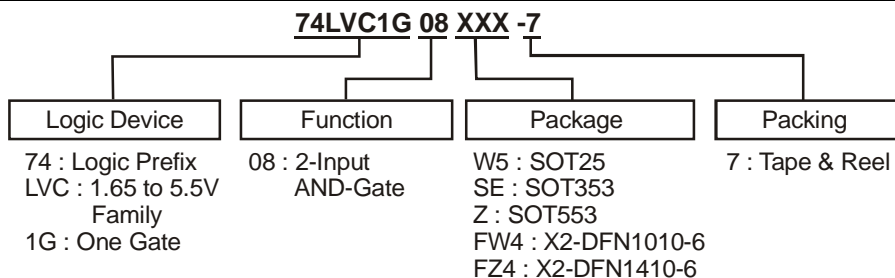 74LVC1G 08 XXX -7
Logic Device
Function
Package
Packing
74 : Logic Prefix
LVC : 1.65 to 5.5V
Family
1G : One Gate
08 : 2-Input
AND-Gate
W5 : SOT25
SE : SOT353
Z : SOT553
FW4 : X2-DFN1010-6
FZ4 : X2-DFN1410-6
7 : Tape & Reel